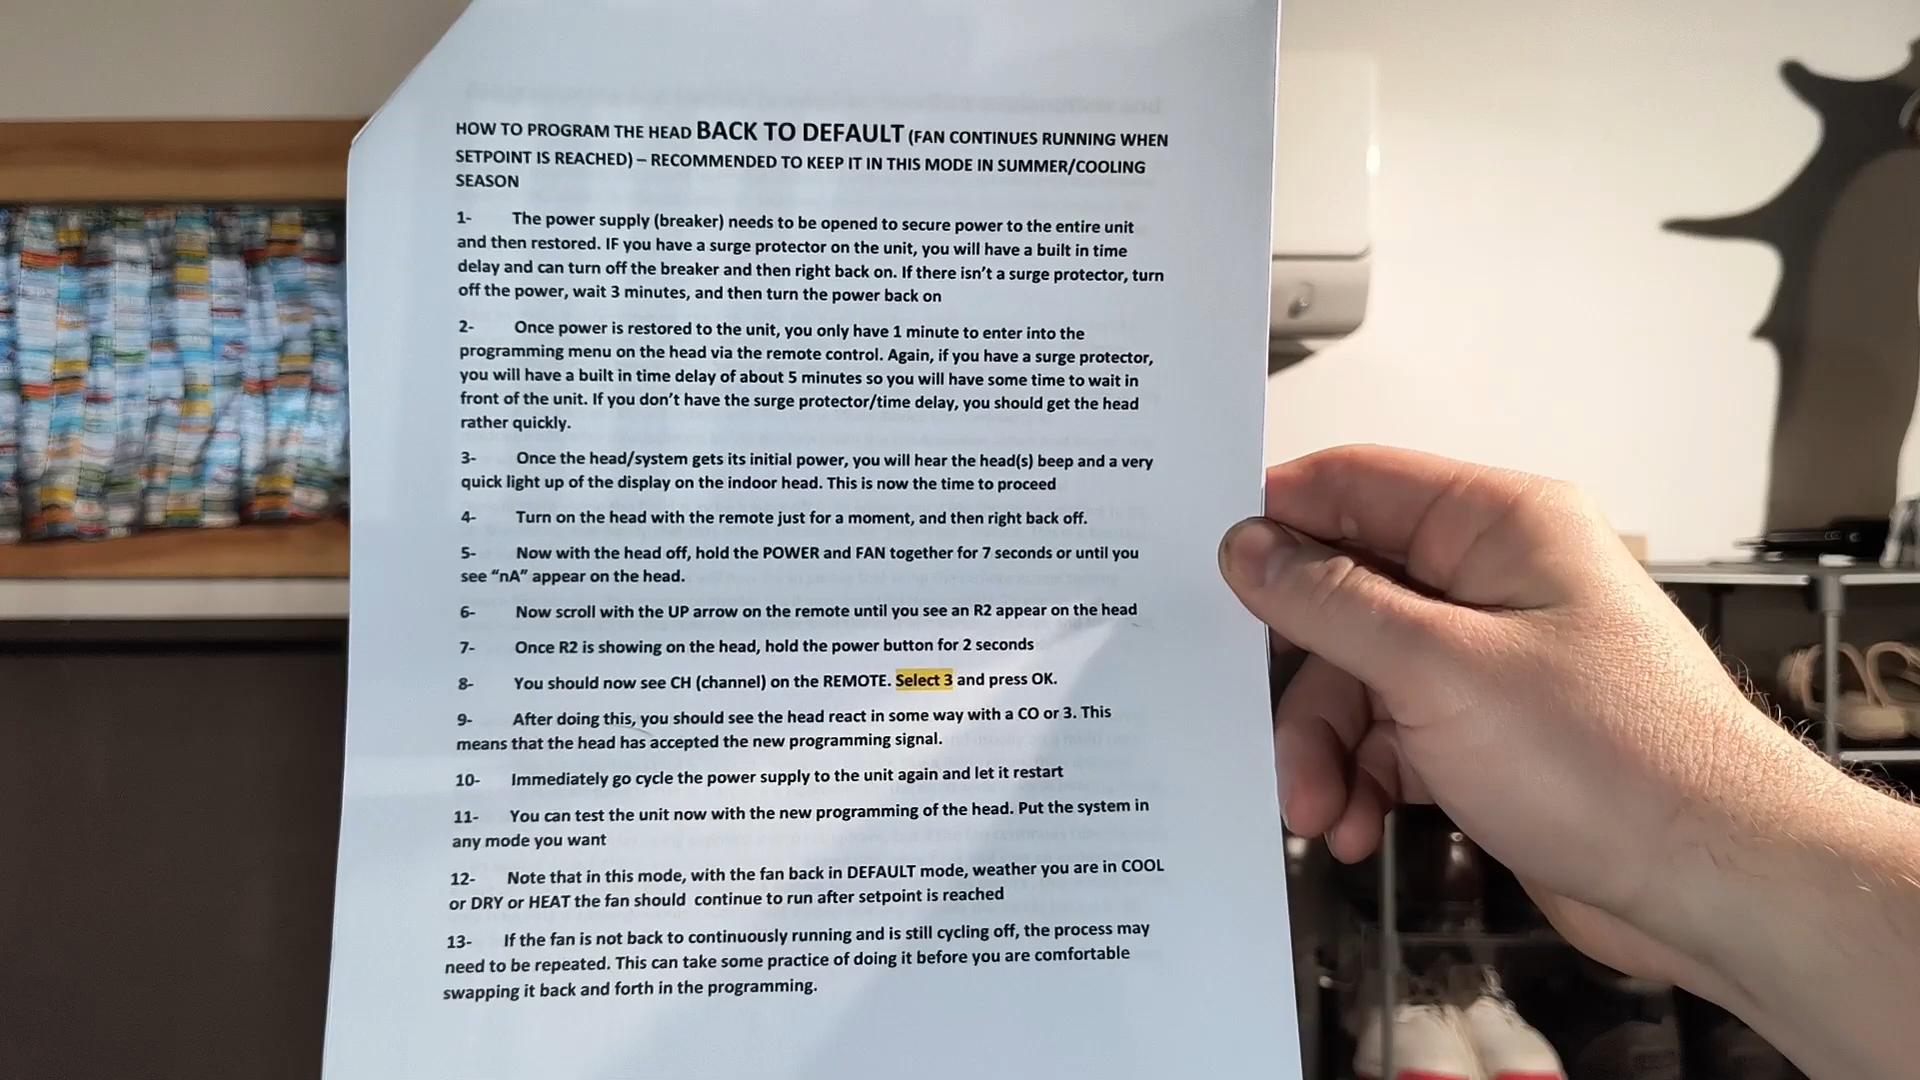 HOW TO PROGRAM THE HEAD BACK TO DEFAULT (FAN CONTINUES RUNNING WHEN
SETPOINT IS REACHED) – RECOMMENDED TO KEEP IT IN THIS MODE IN SUMMER/COOLING
SEASON
1- The power supply (breaker) needs to be opened to secure power to the entire unit
and then restored. IF you have a surge protector on the unit, you will have a built in time
delay and can turn off the breaker and then right back on. If there isn't a surge protector, turn
off the power, wait 3 minutes, and then turn the power back on
2- Once power is restored to the unit, you only have 1 minute to enter into the
programming menu on the head via the remote control. Again, if you have a surge protector,
you will have a built in time delay of about 5 minutes so you will have some time to wait in
front of the unit. If you don't have the surge protector/time delay, you should get the head
rather quickly.
3- Once the head/system gets its initial power, you will hear the head(s) beep and a very
quick light up of the display on the indoor head. This is now the time to proceed
4- Turn on the head with the remote just for a moment, and then right back off.
5- Now with the head off, hold the POWER and FAN together for 7 seconds or until you
see "nA" appear on the head.
6- Now scroll with the UP arrow on the remote until you see an R2 appear on the head
7- Once R2 is showing on the head, hold the power button for 2 seconds
8- You should now see CH (channel) on the REMOTE. Select 3 and press OK.
9- After doing this, you should see the head react in some way with a CO or 3. This
means that the head has accepted the new programming signal.
10- Immediately go cycle the power supply to the unit again and let it restart
11- You can test the unit now with the new programming of the head. Put the system in
any mode you want
12- Note that in this mode, with the fan back in DEFAULT mode, weather you are in COOL
or DRY or HEAT the fan should continue to run after setpoint is reached
13- If the fan is not back to continuously running and is still cycling off, the process may
need to be repeated. This can take some practice of doing it before you are comfortable
swapping it back and forth in the programming.